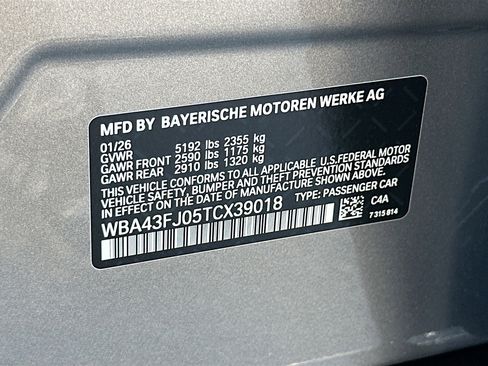 MFD BY BAYERISCHE MOTOREN WERKE AG
01/26
GVWR 5192 lbs 2355 kg
GAWR FRONT 2590 lbs 1175 kg
GAWR REAR 2910 lbs 1320 kg
THIS VEHICLE CONFORMS TO ALL APPLICABLE U.S.FEDERAL MOTOR
VEHICLE SAFETY, BUMPER AND THEFT PREVENTION STANDARDS
IN EFFECT ON THE DATE OF MANUFACTURE SHOWN ABOVE.
WBA43FJ05TCX39018 TYPE: PASSENGER CAR
C4A
7 315 814